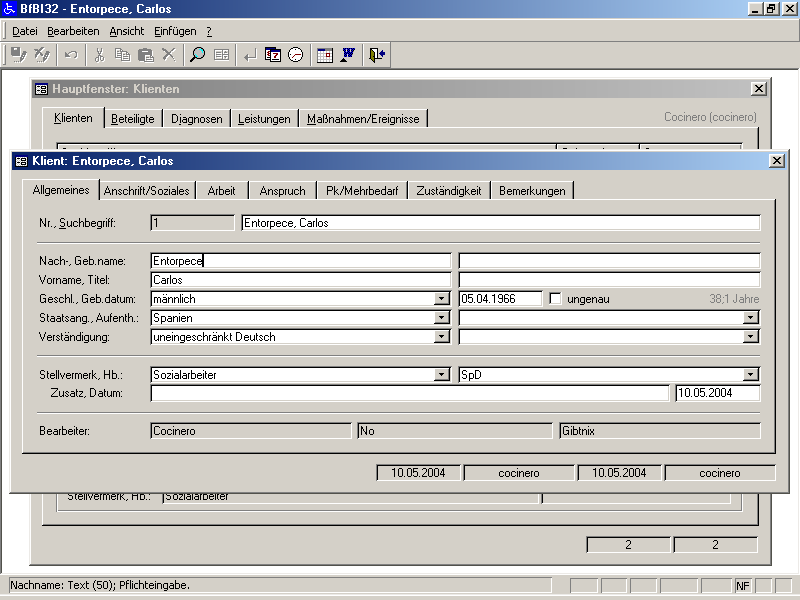 BfBI32 - Entorpece, Carlos
Datei Bearbeiten Ansicht Einfügen ?
Hauptfenster: Klienten
Klienten Beteiligte Diagnosen Leistungen Maßnahmen/Ereignisse Cocinero (cocinero)
Klient: Entorpece, Carlos
Allgemeines Anschrift/Soziales Arbeit Anspruch Pk/Mehrbedarf Zuständigkeit Bemerkungen
Nr., Suchbegriff: 1 Entorpece, Carlos
Nach-, Geb.name: Entorpece
Vorname, Titel: Carlos
Geschl., Geb.datum: männlich 05.04.1966 ungenau 38;1 Jahre
Staatsang., Aufenth.: Spanien
Verständigung: uneingeschränkt Deutsch
Stellvermerk, Hb.: Sozialarbeiter SpD
Zusatz, Datum: 10.05.2004
Bearbeiter: Cocinero No Gibtnix
10.05.2004 cocinero 10.05.2004 cocinero
Stellvermerk, Hb.: Sozialarbeiter
2 2
Nachname: Text (50); Pflichteingabe. NF